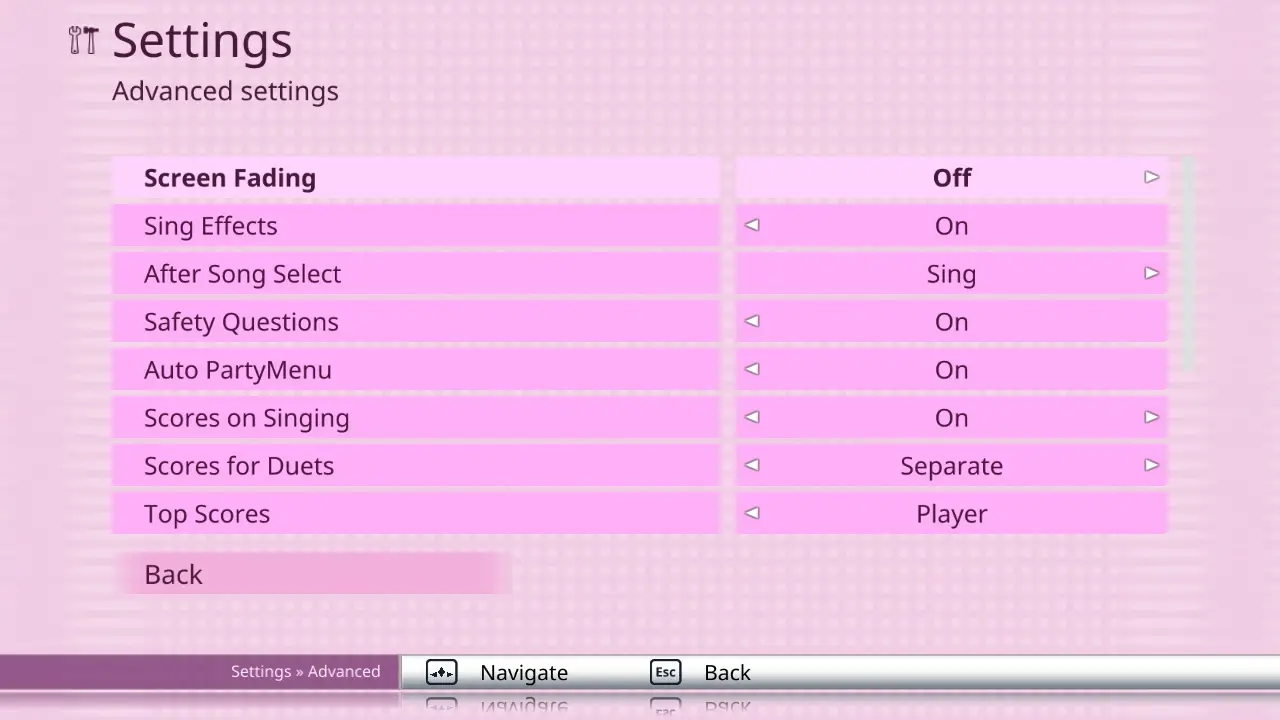 Settings
Advanced settings
Screen Fading Off
Sing Effects On
After Song Select Sing
Safety Questions On
Auto PartyMenu On
Scores on Singing On
Scores for Duets Separate
Top Scores Player
Back
Settings » Advanced Navigate Esc Back